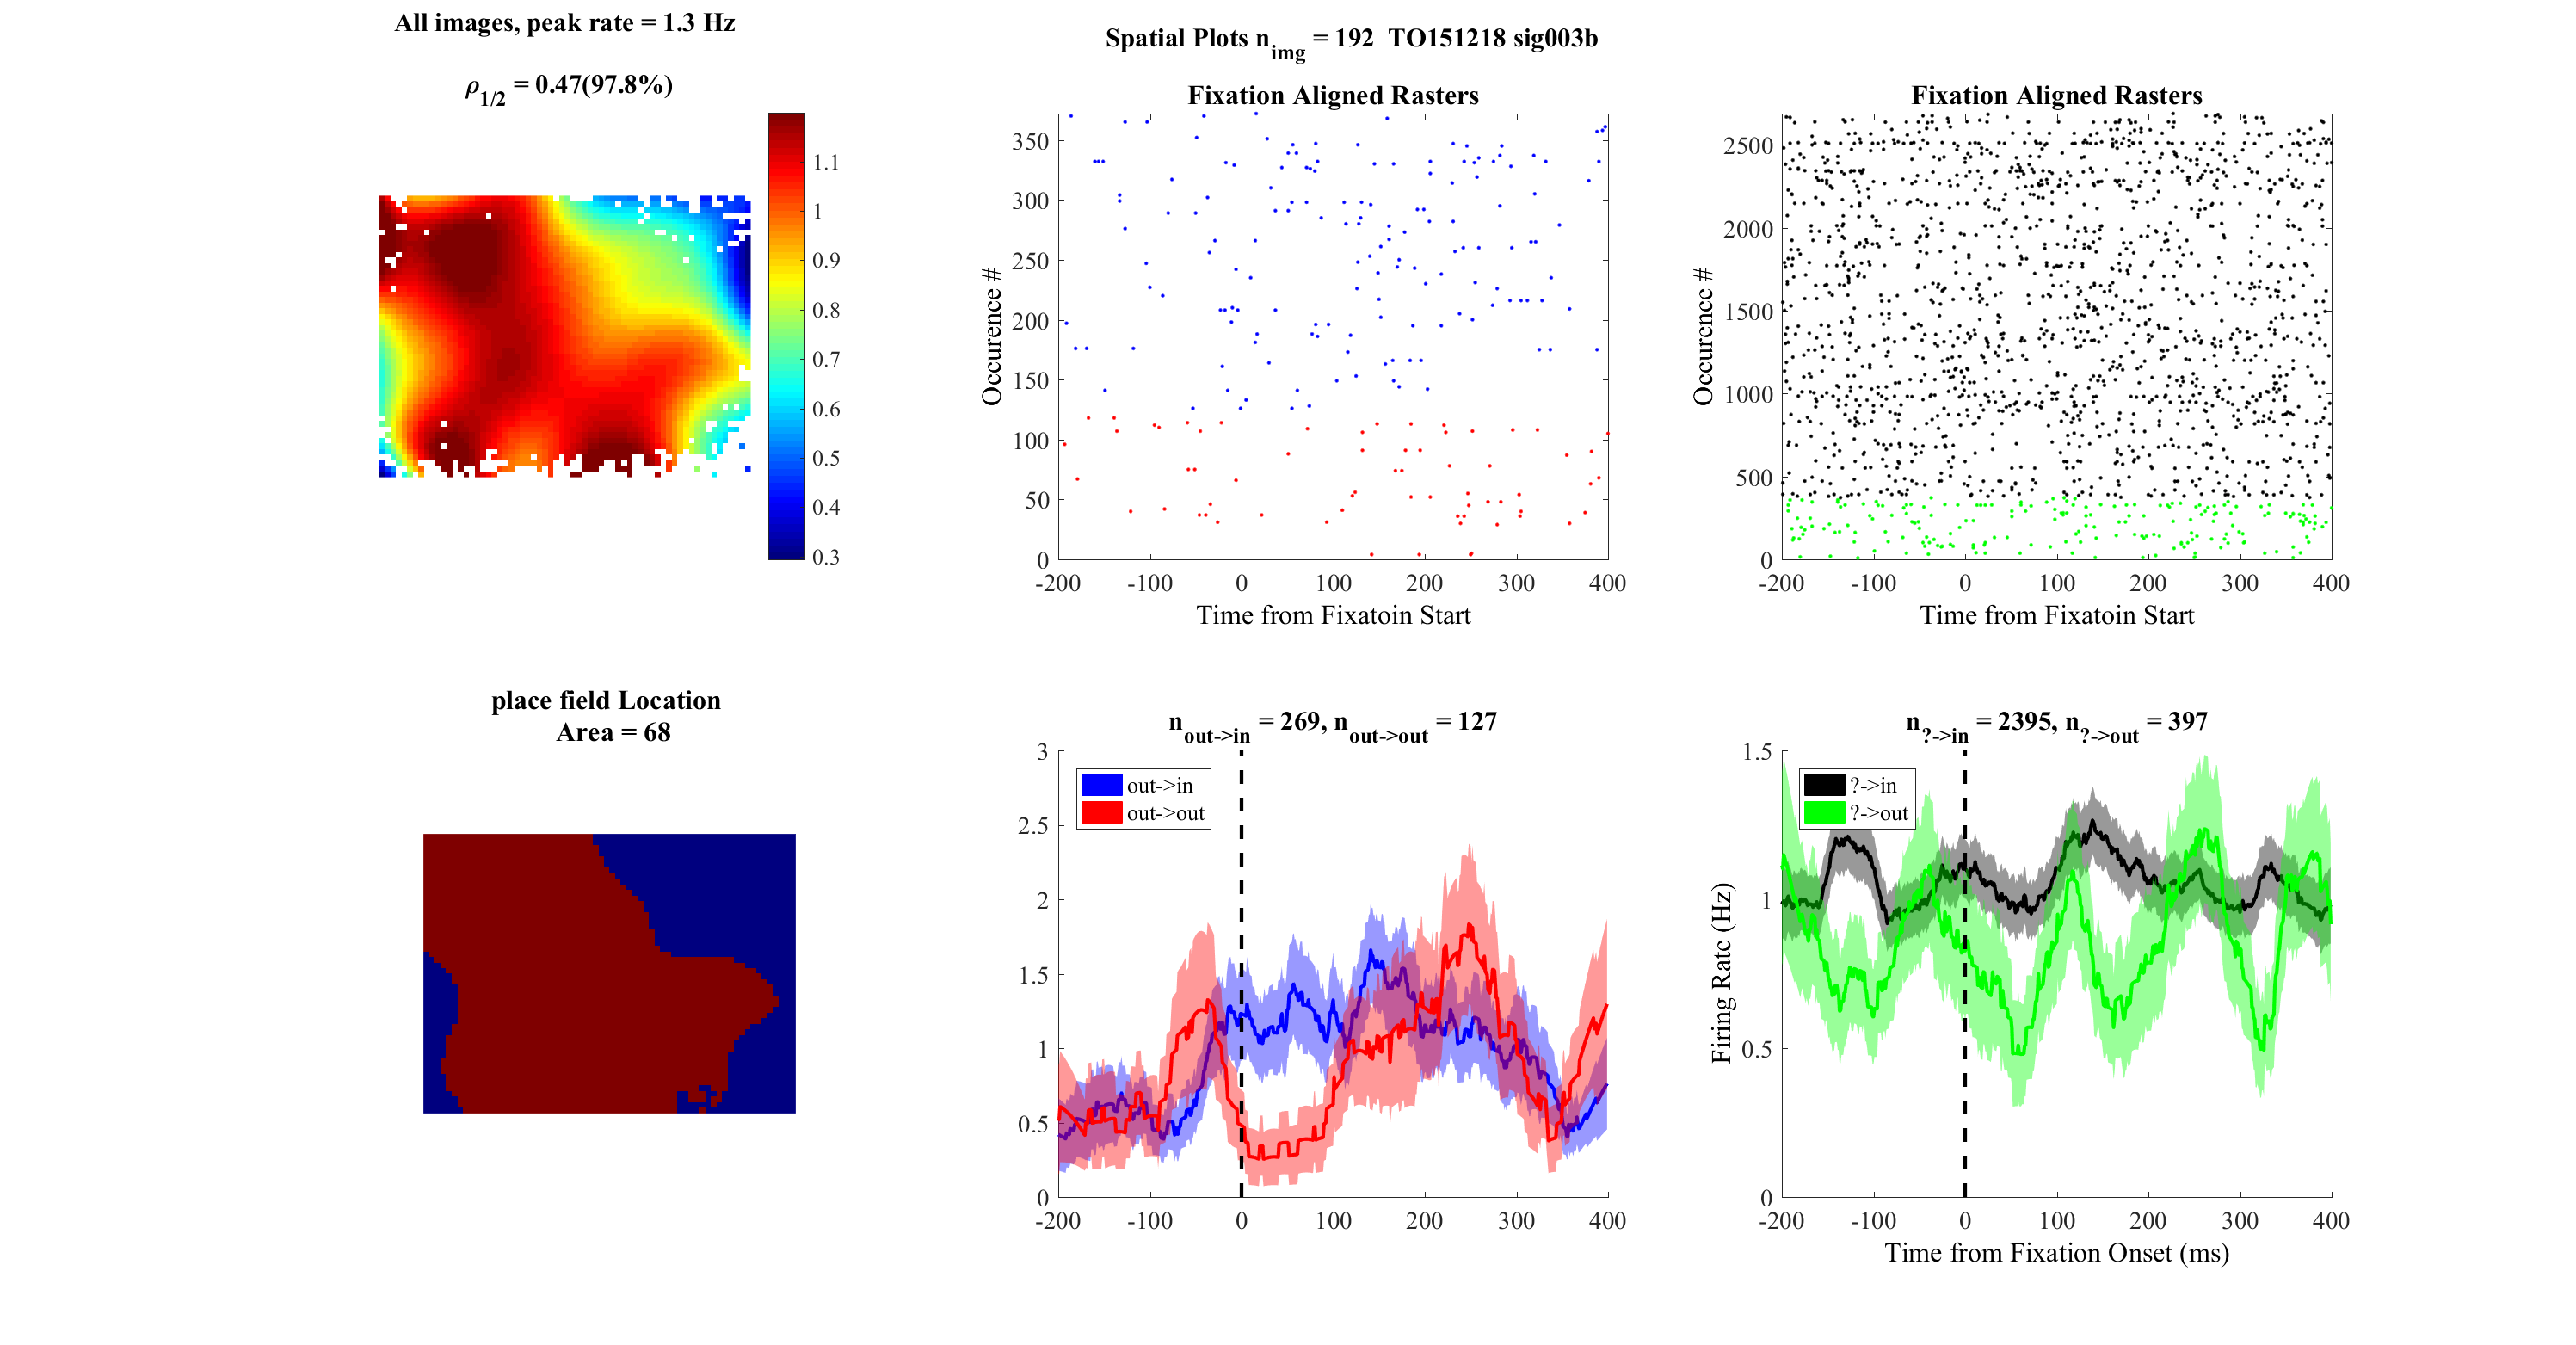 All images, peak rate = 1.3 Hz
ρ1/2 = 0.47(97.8%)
1.1
1
0.9
0.8
0.7
0.6
0.5
0.4
0.3
Spatial Plots nimg = 192 TO151218 sig003b
Fixation Aligned Rasters
Occurence #
350
300
250
200
150
100
50
0
-200 -100 0 100 200 300 400
Time from Fixatoin Start
Fixation Aligned Rasters
Occurence #
2500
2000
1500
1000
500
0
-200 -100 0 100 200 300 400
Time from Fixatoin Start
place field Location
Area = 68
nout->in = 269, nout->out = 127
3
2.5
2
1.5
1
0.5
0
out->in
out->out
-200 -100 0 100 200 300 400
n?->in = 2395, n?->out = 397
Firing Rate (Hz)
1.5
1
0.5
0
?->in
?->out
-200 -100 0 100 200 300 400
Time from Fixation Onset (ms)